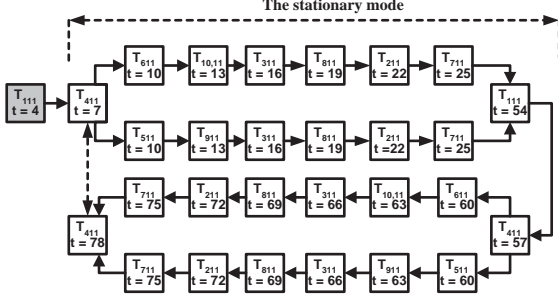 The stationary mode
T611 t = 10
T10,11 t = 13
T311 t = 16
T811 t = 19
T211 t = 22
T711 t = 25
T111 t = 4
T411 t = 7
T111 t = 54
T511 t = 10
T911 t = 13
T311 t = 16
T811 t = 19
T211 t =22
T711 t = 25
T711 t = 75
T211 t = 72
T811 t = 69
T311 t = 66
T10,11 t = 63
T611 t = 60
T411 t = 78
T411 t = 57
T711 t = 75
T211 t = 72
T811 t = 69
T311 t = 66
T911 t = 63
T511 t = 60